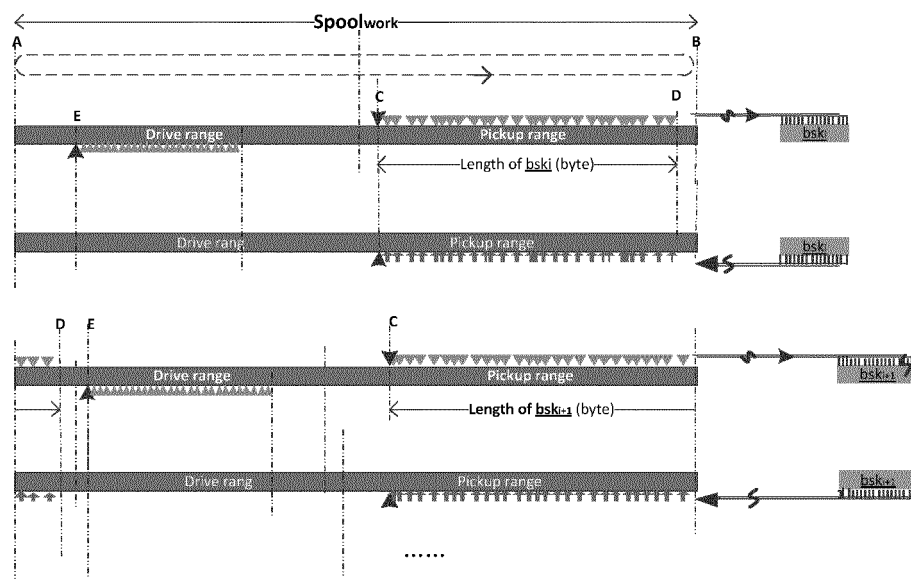 Spoolwork
A
B
C
D
E
Drive range
Pickup range
bski
Length of bski (byte)
Drive rang
Pickup range
bski
D
E
C
Drive range
Pickup range
bski+1
Length of bski+1 (byte)
Drive rang
Pickup range
bski+1
......